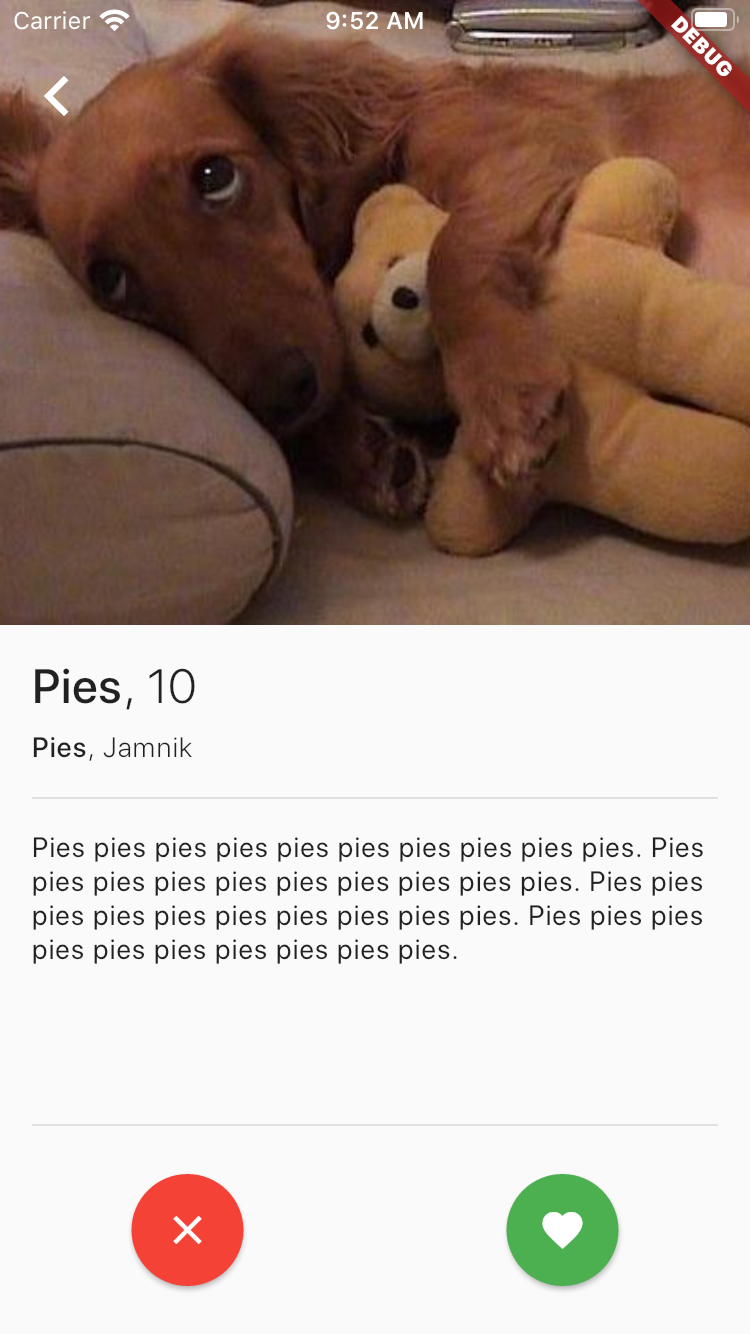 Carrier 9:52 AM
DEBUG
Pies, 10
Pies, Jamnik
Pies pies pies pies pies pies pies pies pies pies. Pies
pies pies pies pies pies pies pies pies pies. Pies pies
pies pies pies pies pies pies pies pies. Pies pies pies
pies pies pies pies pies pies pies.